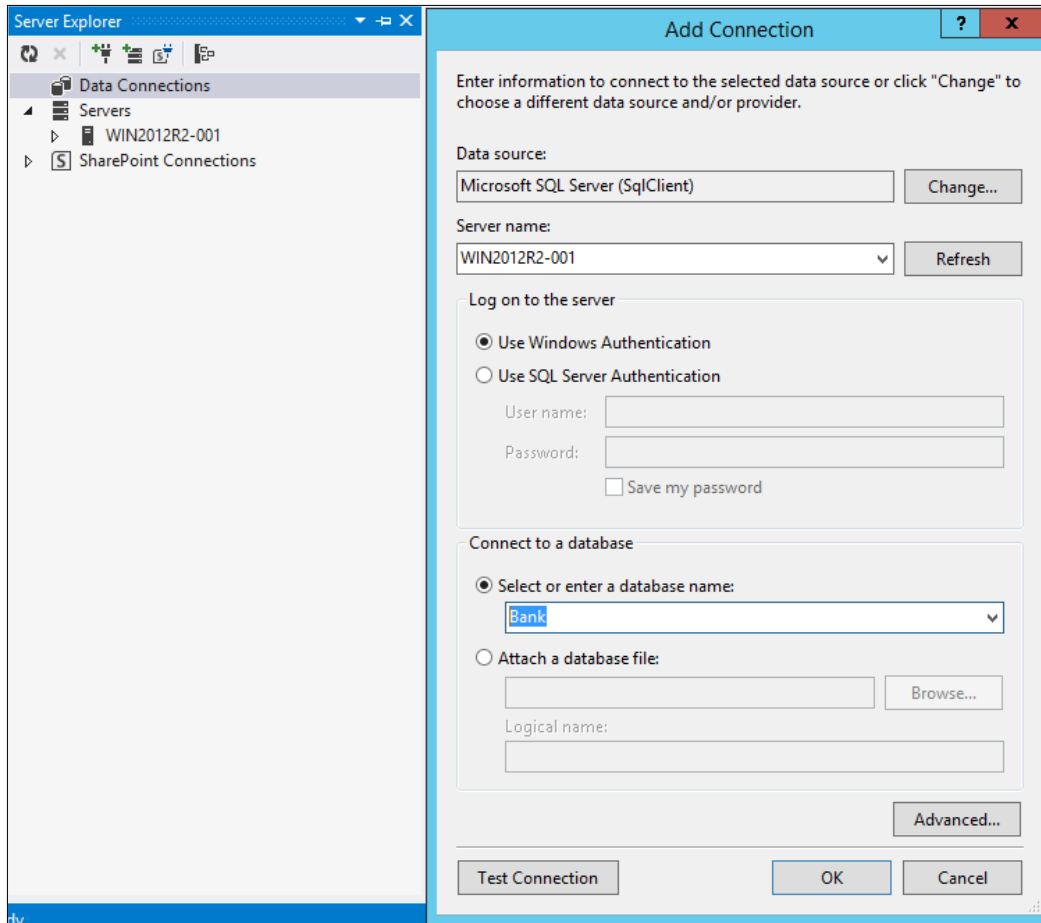 Server Explorer
Data Connections
Servers
WIN2012R2-001
SharePoint Connections
Add Connection
?
x
Enter information to connect to the selected data source or click "Change" to
choose a different data source and/or provider.
Data source:
Microsoft SQL Server (SqlClient)
Change...
Server name:
WIN2012R2-001
Refresh
Log on to the server
Use Windows Authentication
Use SQL Server Authentication
User name:
Password:
Save my password
Connect to a database
Select or enter a database name:
Bank
Attach a database file:
Browse...
Logical name:
Advanced...
Test Connection
OK
Cancel